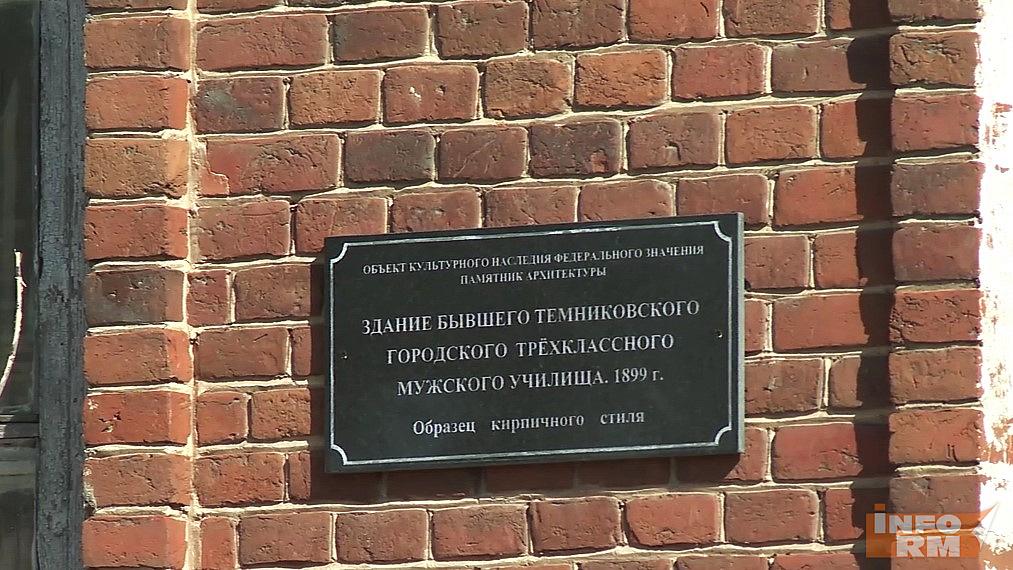 ОБЪЕКТ КУЛЬТУРНОГО НАСЛЕДИЯ ФЕДЕРАЛЬНОГО ЗНАЧЕНИЯ
ПАМЯТНИК АРХИТЕКТУРЫ
ЗДАНИЕ БЫВШЕГО ТЕМНИКОВСКОГО
ГОРОДСКОГО ТРЁХКЛАССНОГО
МУЖСКОГО УЧИЛИЩА. 1899 г.
Образец кирпичного стиля
iNFO
RM